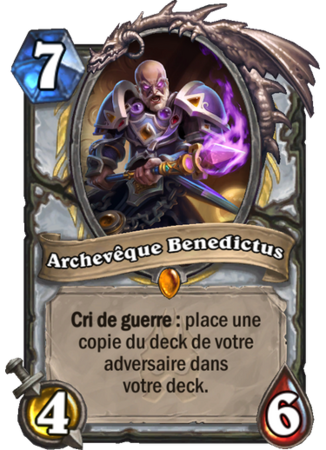 7
Archevêque Benedictus
Cri de guerre : place une
copie du deck de votre
adversaire dans
votre deck.
4
6